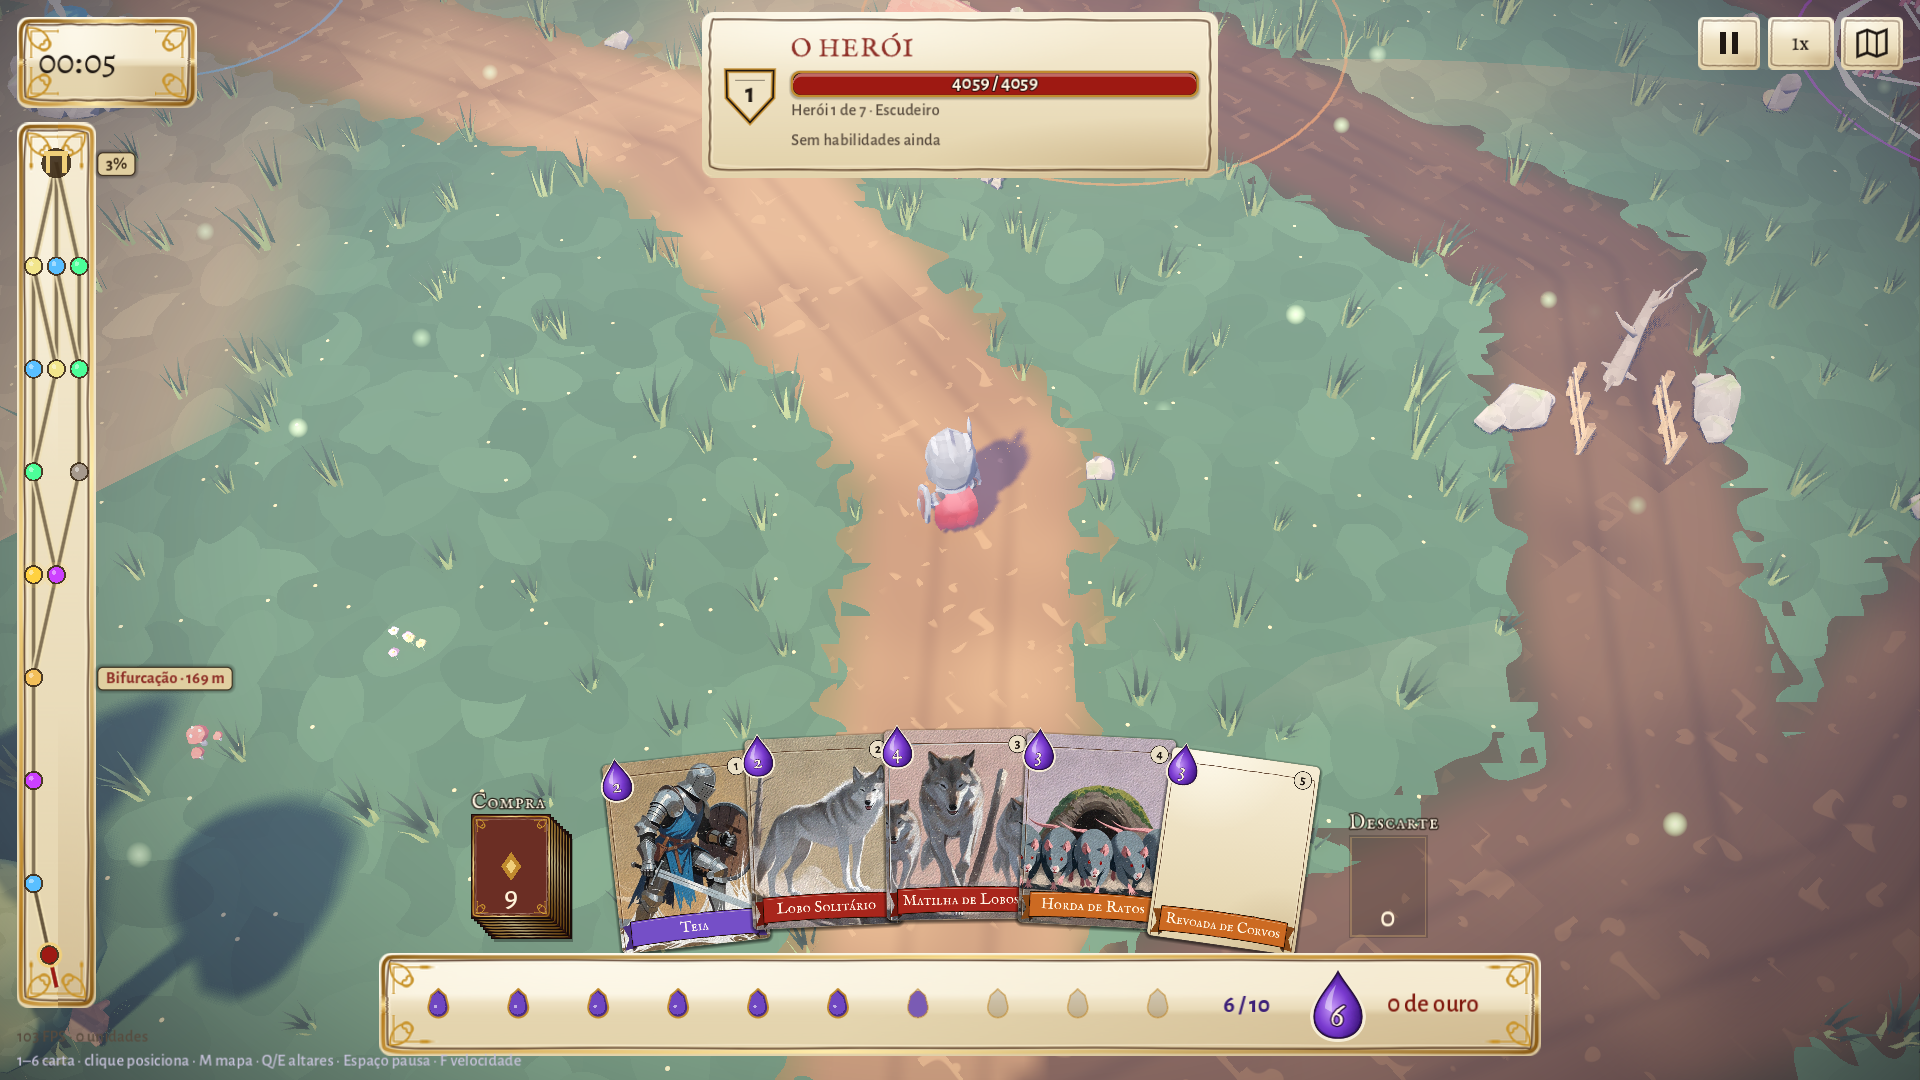 00:05
O HERÓI
4059 / 4059
1
Herói 1 de 7 · Escudeiro
Sem habilidades ainda
1x
3%
Bifurcação · 169 m
Compra
9
2
1
Teia
2
2
Lobo Solitário
4
3
Matilha de Lobos
3
4
Horda de Ratos
3
5
Revoada de Corvos
Descarte
0
6/10
6
0 de ouro
1–6 carta · clique posiciona · M mapa · Q/E altares · Espaço pausa · F velocidade